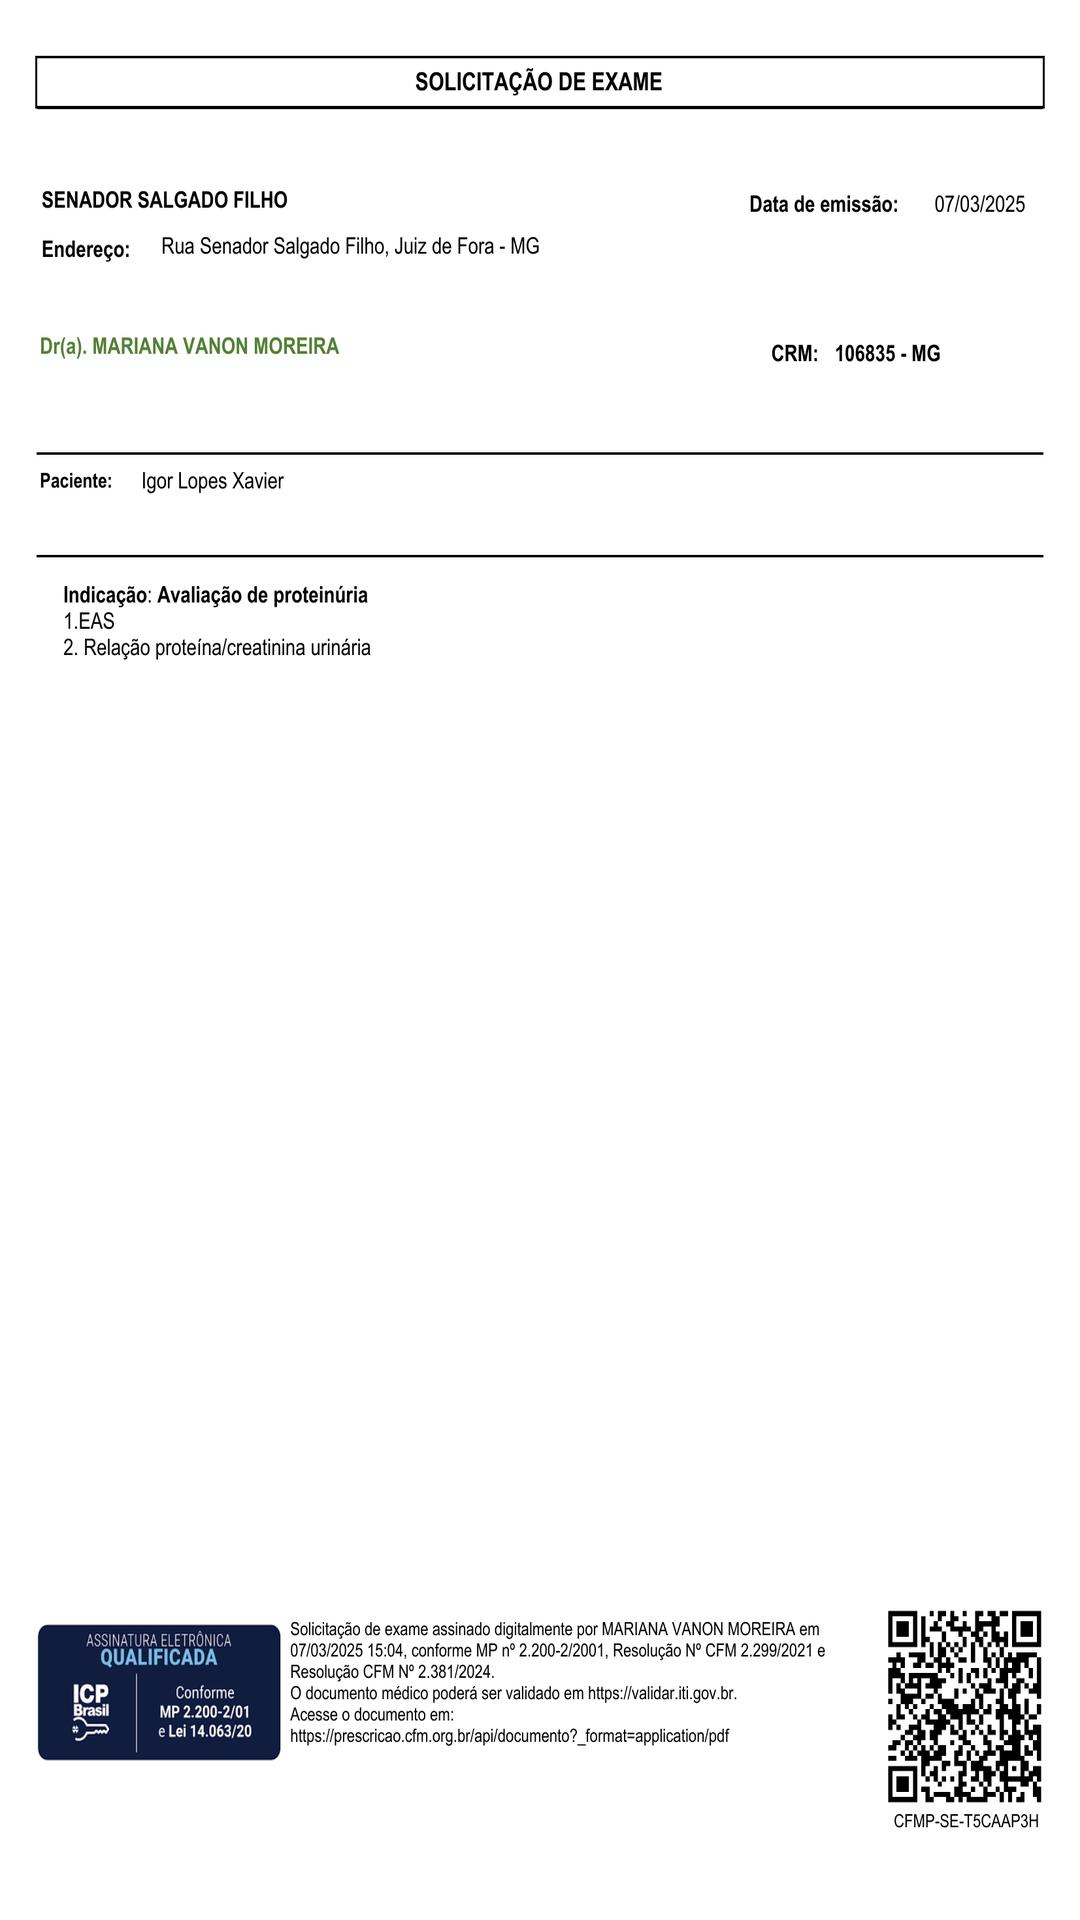 SOLICITAÇÃO DE EXAME
SENADOR SALGADO FILHO
Data de emissão: 07/03/2025
Endereço: Rua Senador Salgado Filho, Juiz de Fora - MG
Dr(a). MARIANA VANON MOREIRA
CRM: 106835 - MG
Paciente: Igor Lopes Xavier
Indicação: Avaliação de proteinúria
1.EAS
2. Relação proteína/creatinina urinária
ASSINATURA ELETRÔNICA
QUALIFICADA
ICP
Brasil
Conforme
MP 2.200-2/01
e Lei 14.063/20
Solicitação de exame assinado digitalmente por MARIANA VANON MOREIRA em
07/03/2025 15:04, conforme MP nº 2.200-2/2001, Resolução Nº CFM 2.299/2021 e
Resolução CFM Nº 2.381/2024.
O documento médico poderá ser validado em https://validar.iti.gov.br.
Acesse o documento em:
https://prescricao.cfm.org.br/api/documento?_format=application/pdf
CFMP-SE-T5CAAP3H